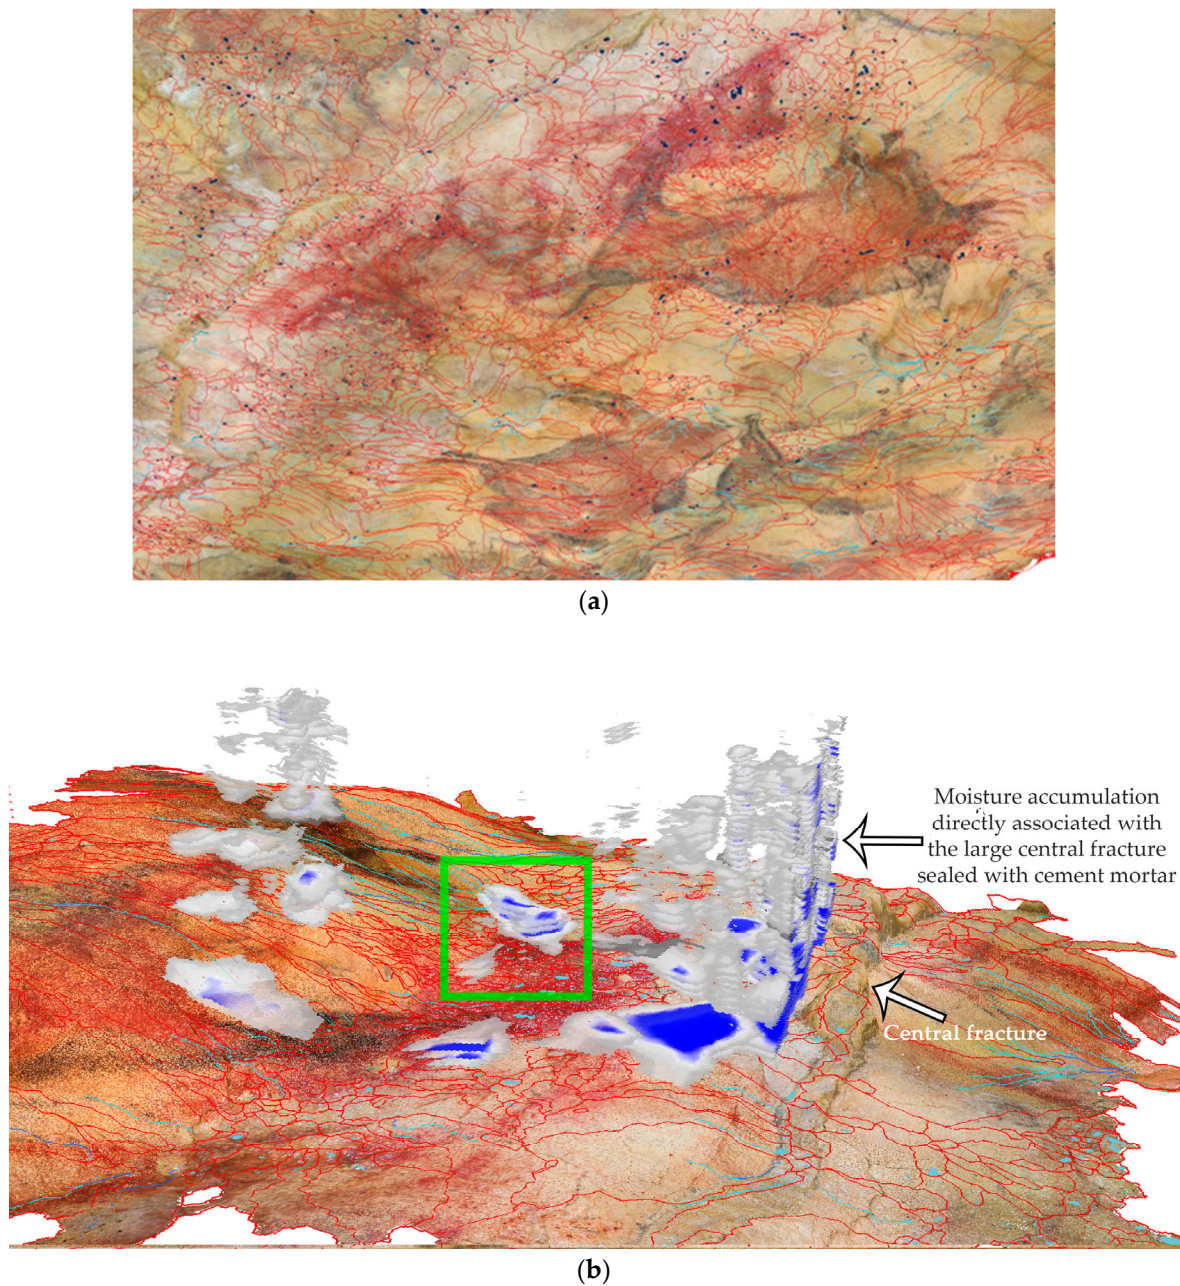 (a)
Moisture accumulation
directly associated with
the large central fracture
sealed with cement mortar
Central fracture
(b)